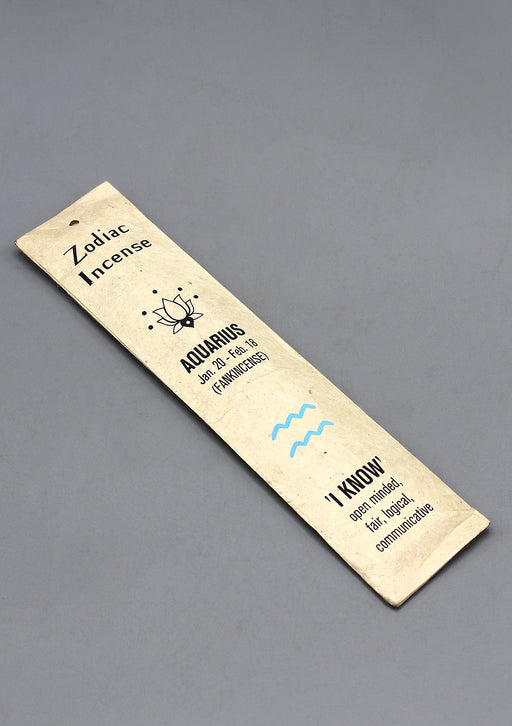 Zodiac
Incense
AQUARIUS
Jan. 20 - Feb. 18
(FANKINCENSE)
'I KNOW'
open minded,
fair, logical,
communicative